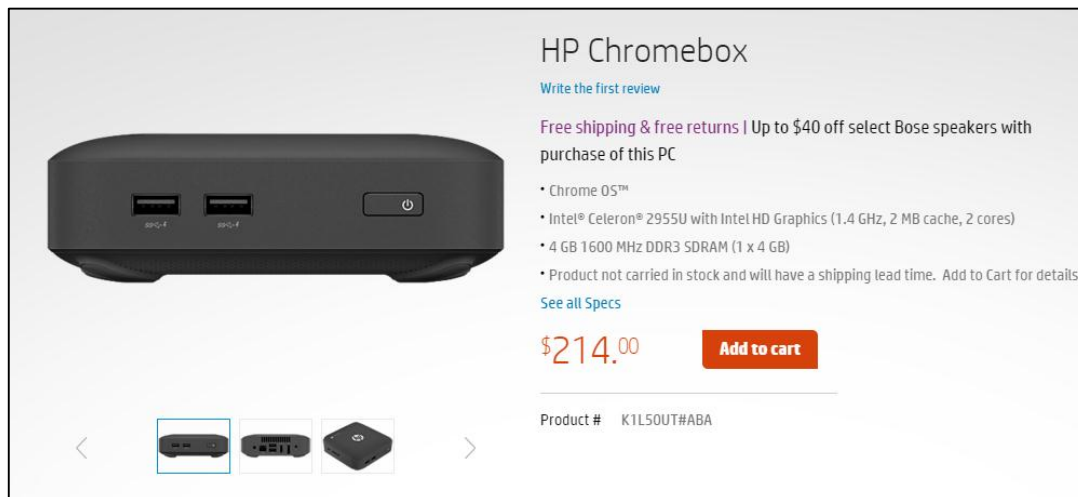 HP Chromebox
Write the first review
Free shipping & free returns | Up to $40 off select Bose speakers with
purchase of this PC
• Chrome OS™
• Intel® Celeron® 2955U with Intel HD Graphics (1.4 GHz, 2 MB cache, 2 cores)
• 4 GB 1600 MHz DDR3 SDRAM (1 x 4 GB)
• Product not carried in stock and will have a shipping lead time. Add to Cart for details
See all Specs
$214.00 Add to cart
Product # K1L50UT#ABA